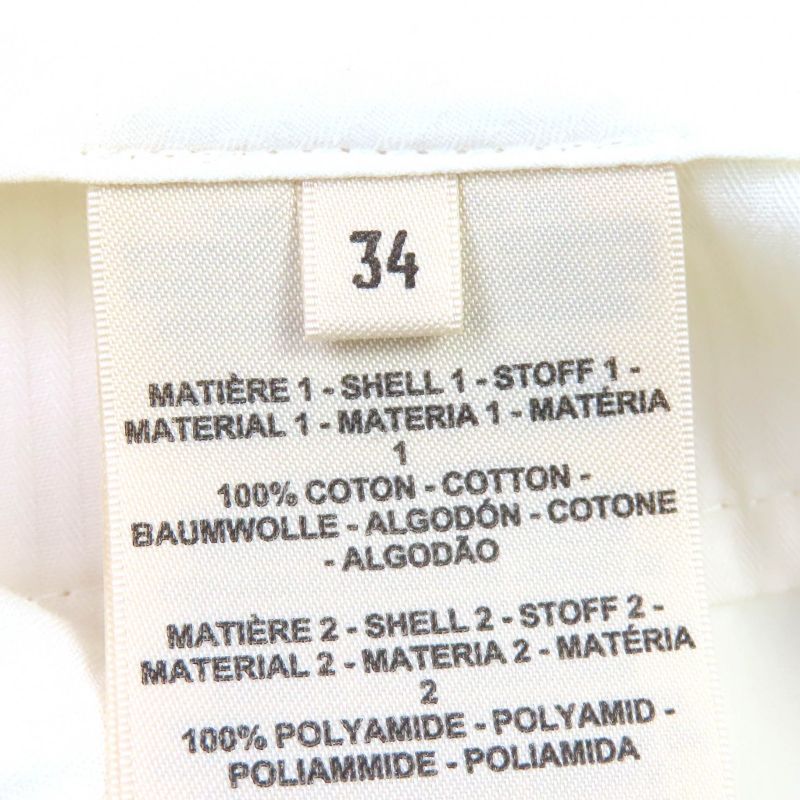 34
MATIÈRE 1 - SHELL 1 - STOFF 1 -
MATERIAL 1 - MATERIA 1 - MATÉRIA
1
100% COTON - COTTON -
BAUMWOLLE - ALGODÓN - COTONE
- ALGODÃO
MATIÈRE 2 - SHELL 2 - STOFF 2 -
MATERIAL 2 - MATERIA 2 - MATÉRIA
2
100% POLYAMIDE - POLYAMID -
POLIAMMIDE - POLIAMIDA